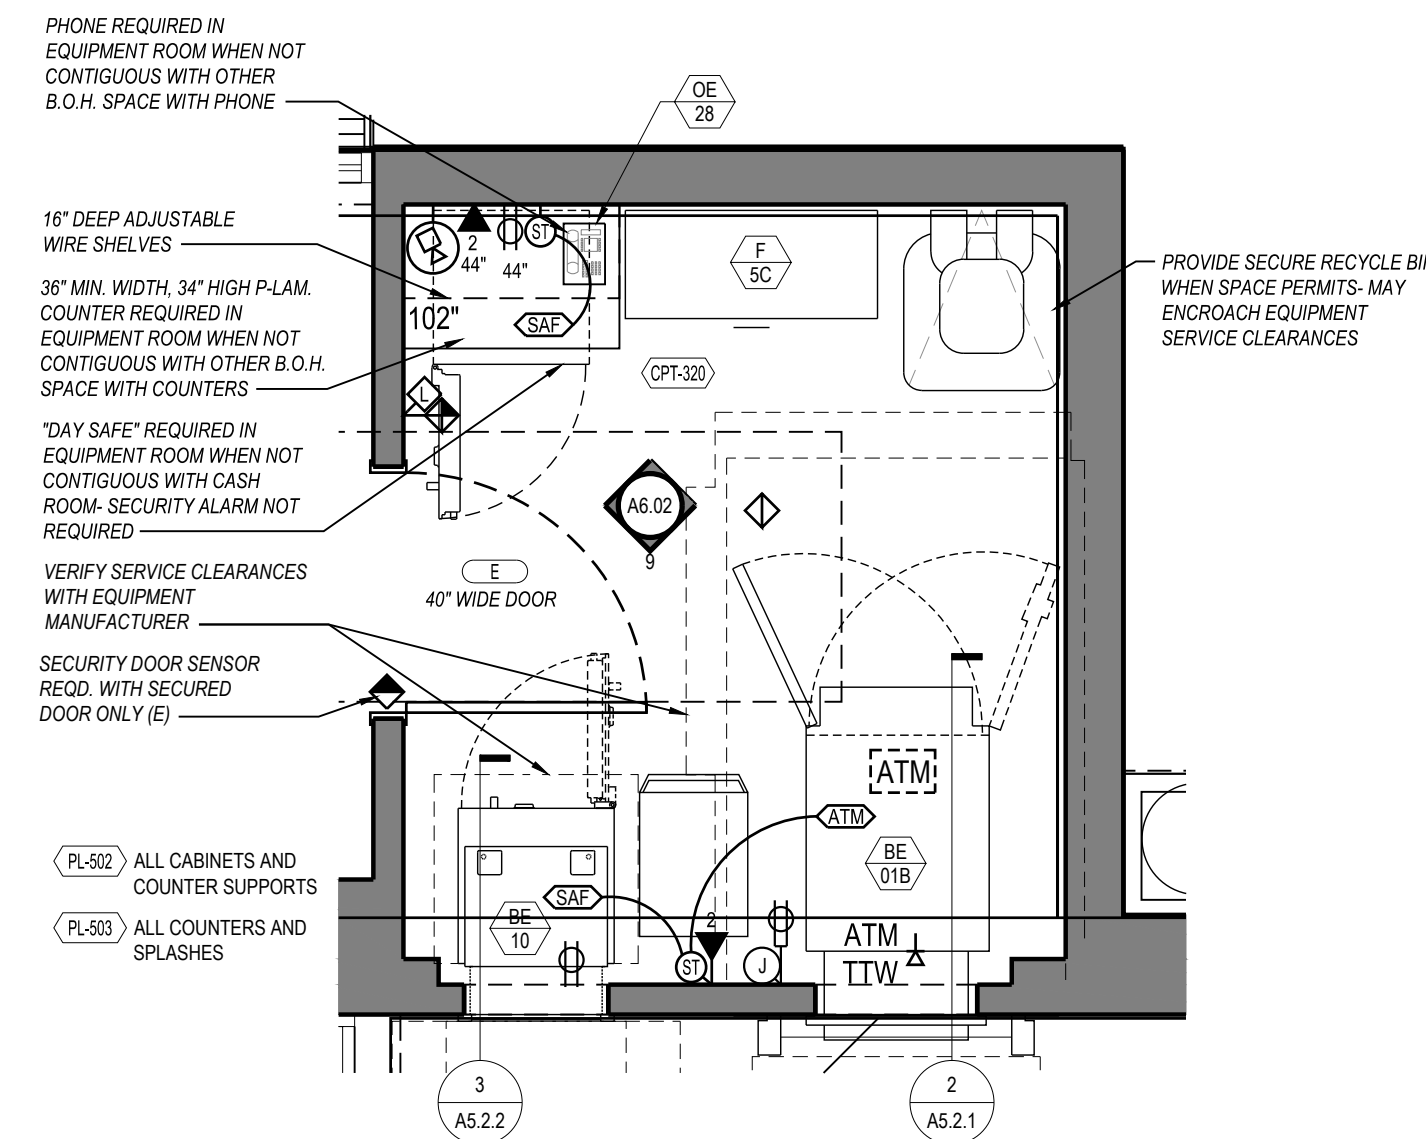 PHONE REQUIRED IN
EQUIPMENT ROOM WHEN NOT
CONTIGUOUS WITH OTHER
B.O.H. SPACE WITH PHONE
OE
28
16" DEEP ADJUSTABLE
WIRE SHELVES
36" MIN. WIDTH, 34" HIGH P-LAM.
COUNTER REQUIRED IN
EQUIPMENT ROOM WHEN NOT
CONTIGUOUS WITH OTHER B.O.H.
SPACE WITH COUNTERS
"DAY SAFE" REQUIRED IN
EQUIPMENT ROOM WHEN NOT
CONTIGUOUS WITH CASH
ROOM- SECURITY ALARM NOT
REQUIRED
VERIFY SERVICE CLEARANCES
WITH EQUIPMENT
MANUFACTURER
SECURITY DOOR SENSOR
REQD. WITH SECURED
DOOR ONLY (E)
PL-502
ALL CABINETS AND
COUNTER SUPPORTS
PL-503
ALL COUNTERS AND
SPLASHES
2
44"
44"
ST
102"
SAF
L
F
5C
CPT-320
PROVIDE SECURE RECYCLE
WHEN SPACE PERMITS- MAY
ENCROACH EQUIPMENT
SERVICE CLEARANCES
A6.02
9
E
40" WIDE DOOR
ATM
ATM
BE
01B
SAF
BE
10
2
ST
J
ATM
TTW
3
A5.2.2
2
A5.2.1